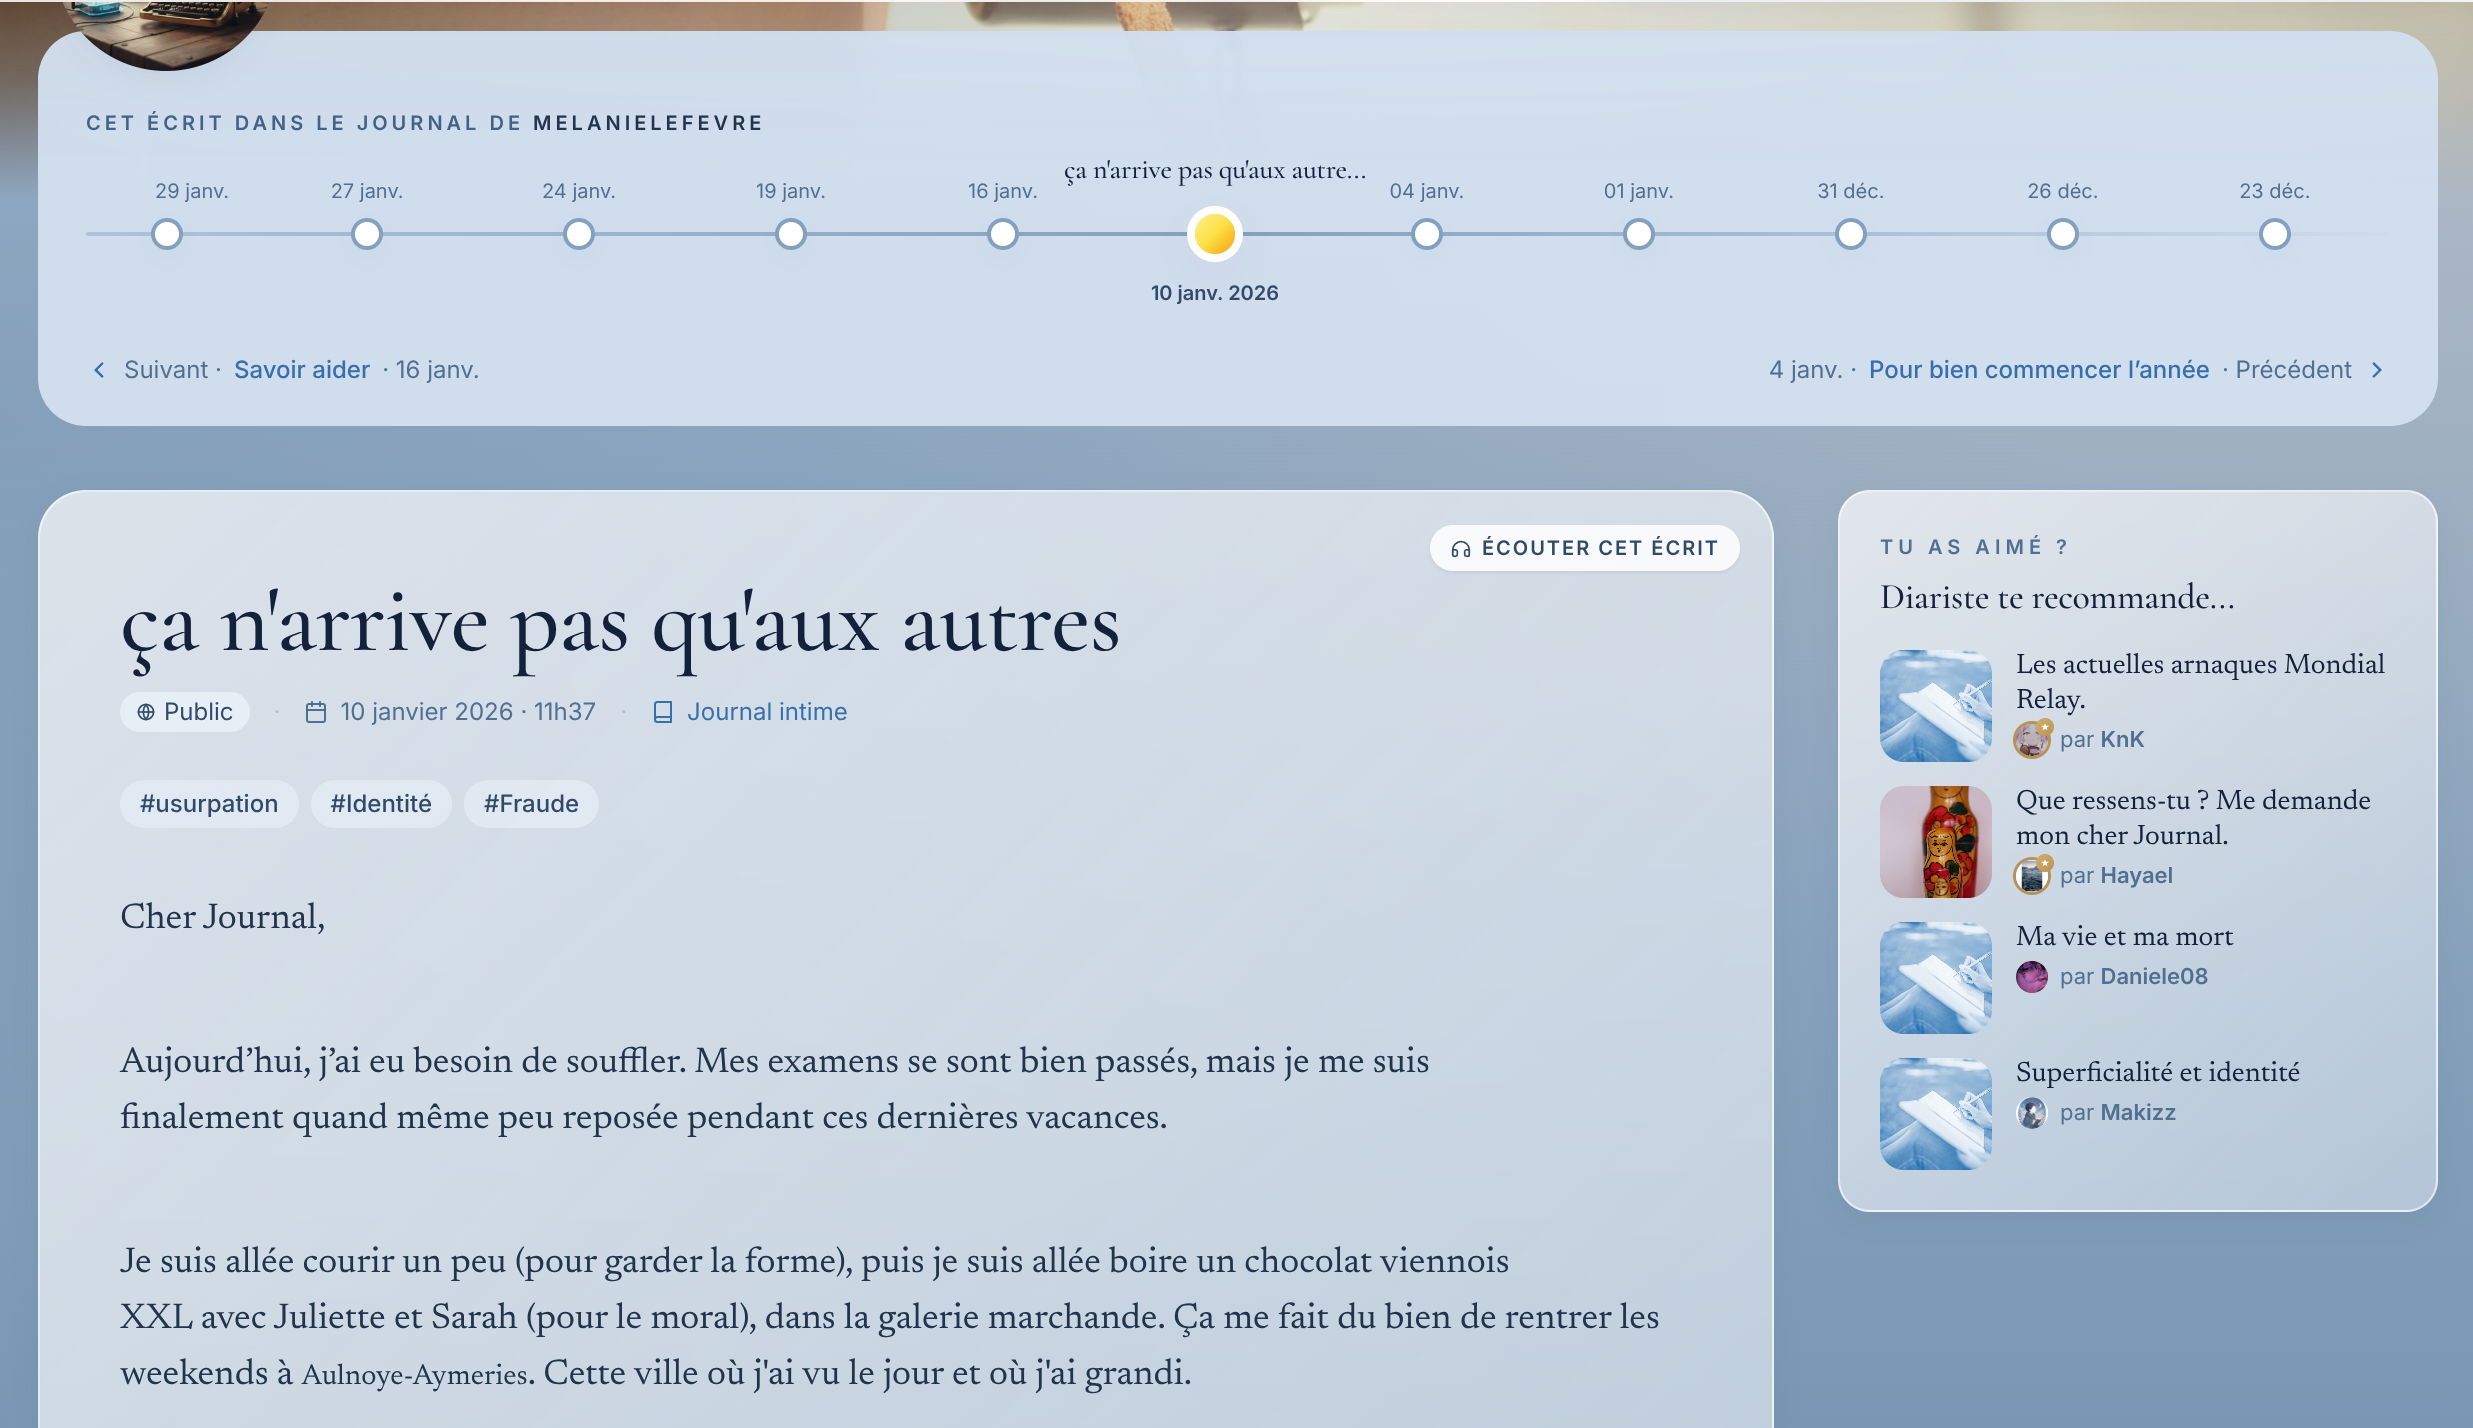 CET ÉCRIT DANS LE JOURNAL DE MELANIELEFEVRE
ça n'arrive pas qu'aux autre...
29 janv. 27 janv. 24 janv. 19 janv. 16 janv. 04 janv. 01 janv. 31 déc. 26 déc. 23 déc.
10 janv. 2026
Suivant · Savoir aider · 16 janv.
4 janv. · Pour bien commencer l’année · Précédent
ÉCOUTER CET ÉCRIT
ça n'arrive pas qu'aux autres
Public · 10 janvier 2026 · 11h37 · Journal intime
#usurpation #Identité #Fraude
Cher Journal,
Aujourd’hui, j’ai eu besoin de souffler. Mes examens se sont bien passés, mais je me suis
finalement quand même peu reposée pendant ces dernières vacances.
Je suis allée courir un peu (pour garder la forme), puis je suis allée boire un chocolat viennois
XXL avec Juliette et Sarah (pour le moral), dans la galerie marchande. Ça me fait du bien de rentrer les
weekends à Aulnoye-Aymeries. Cette ville où j'ai vu le jour et où j'ai grandi.
TU AS AIMÉ ?
Diariste te recommande...
Les actuelles arnaques Mondial
Relay.
par KnK
Que ressens-tu ? Me demande
mon cher Journal.
par Hayael
Ma vie et ma mort
par Daniele08
Superficialité et identité
par Makizz